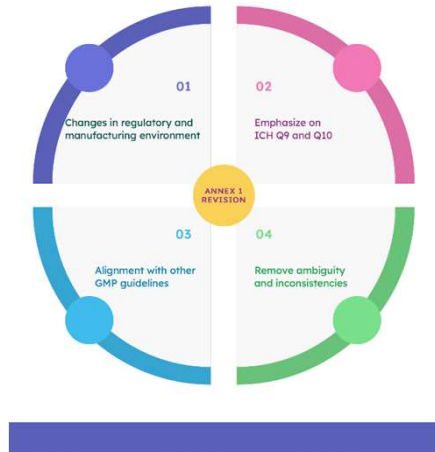 01
Changes in regulatory and
manufacturing environment
02
Emphasize on
ICH Q9 and Q10
ANNEX 1
REVISION
03
Alignment with other
GMP guidelines
04
Remove ambiguity
and inconsistencies